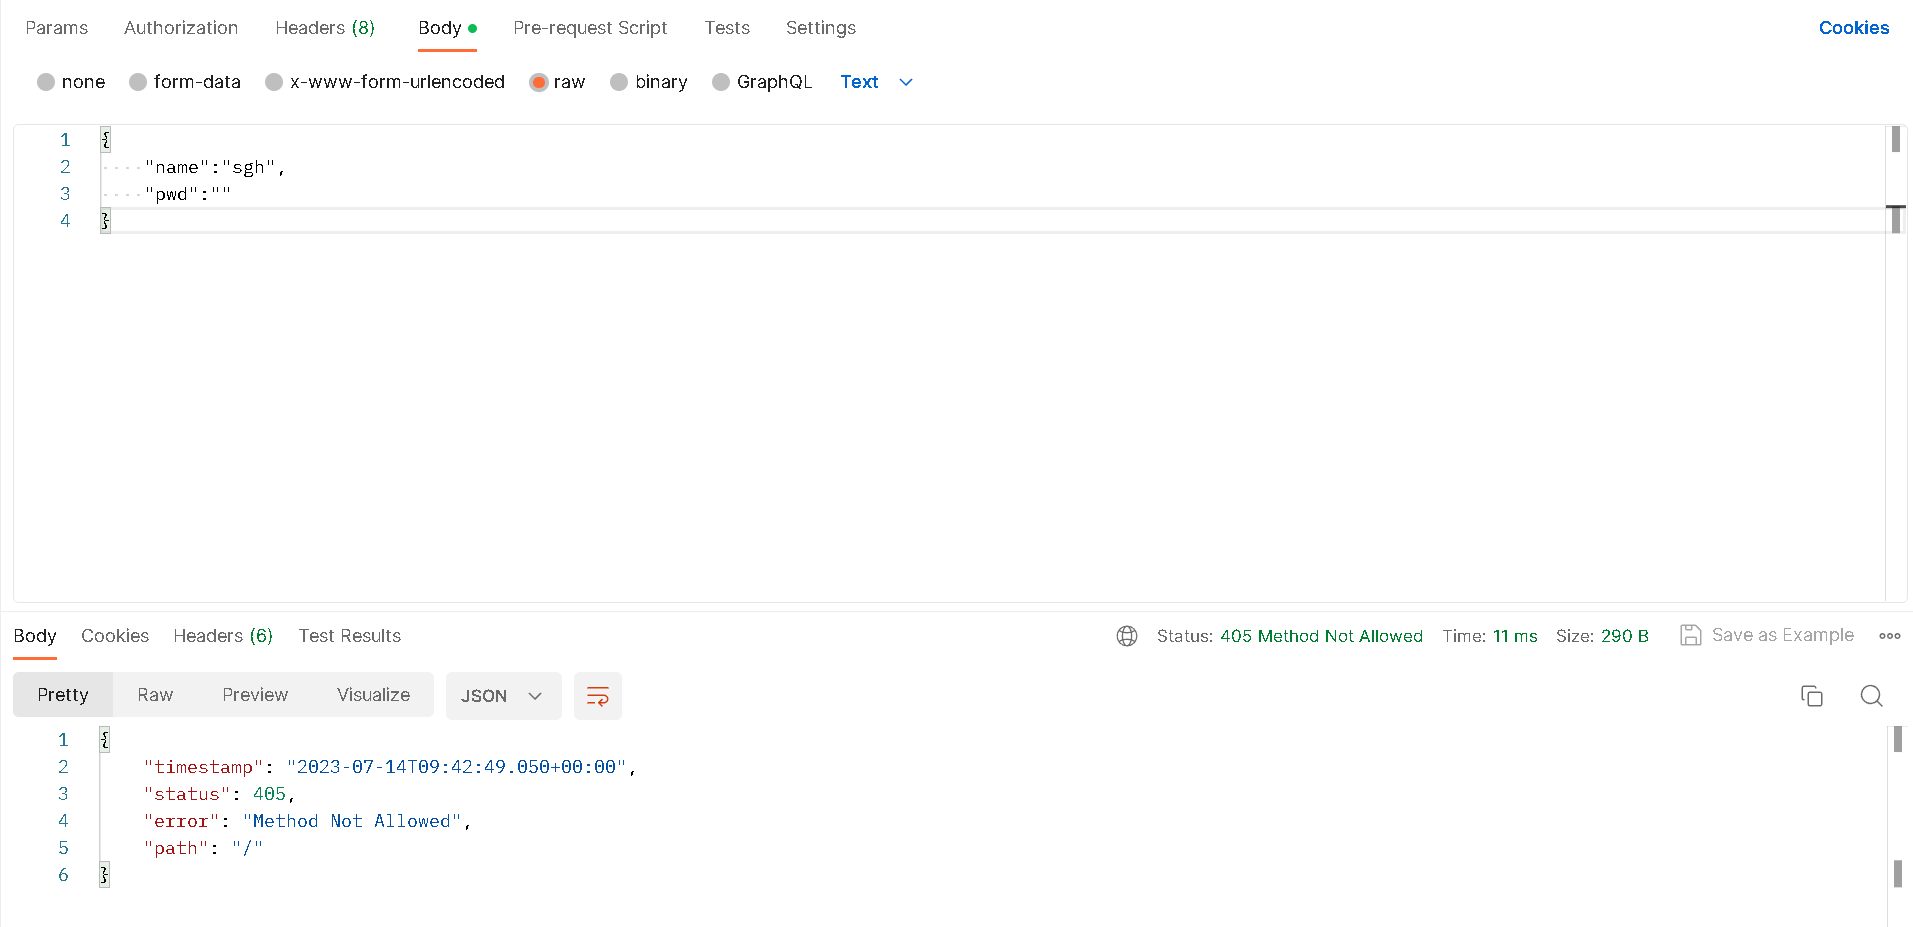 Params Authorization Headers (8) Body Pre-request Script Tests Settings Cookies
none form-data x-www-form-urlencoded raw binary GraphQL Text
1 {
2 "name":"sgh",
3 "pwd":""
4 }
Body Cookies Headers (6) Test Results Status: 405 Method Not Allowed Time: 11 ms Size: 290 B Save as Example
Pretty Raw Preview Visualize JSON
1 {
2 "timestamp": "2023-07-14T09:42:49.050+00:00",
3 "status": 405,
4 "error": "Method Not Allowed",
5 "path": "/"
6 }